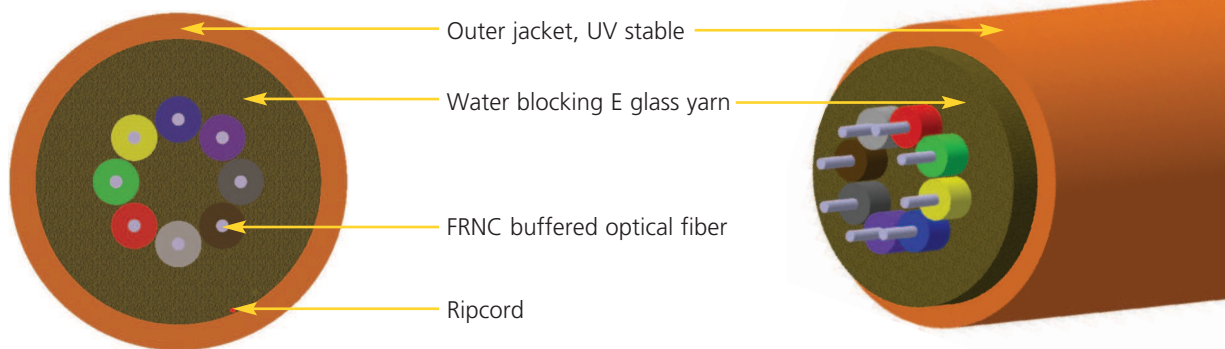 Outer jacket, UV stable
Water blocking E glass yarn
FRNC buffered optical fiber
Ripcord